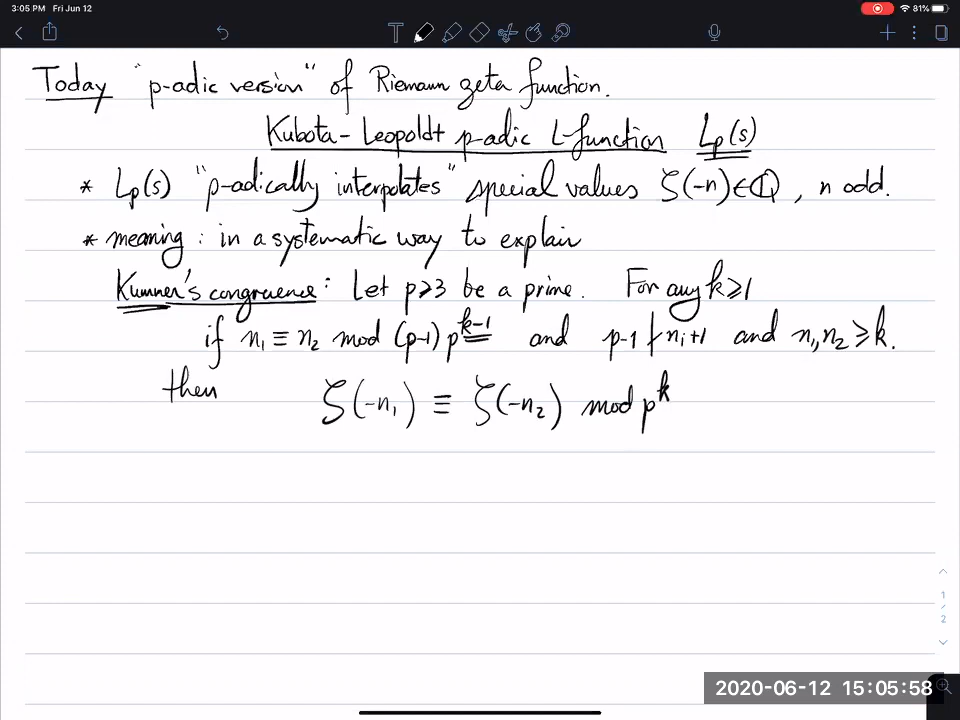 3:05 PM Fri Jun 12
81%
Today "p-adic version" of Riemann zeta function.
Kubota-Leopoldt p-adic L-function Lp(s)
* Lp(s) "p-adically interpolates" special values ζ(-n)∈ℚ, n odd.
* meaning: in a systematic way to explain
Kummer's congruence: Let p≥3 be a prime. For any k≥1
if n₁ ≡ n₂ mod (p-1) p^(k-1) and p-1 ∤ nᵢ+1 and n₁, n₂ ≥ k.
then ζ(-n₁) ≡ ζ(-n₂) mod p^k
1
/
2
2020-06-12 15:05:58